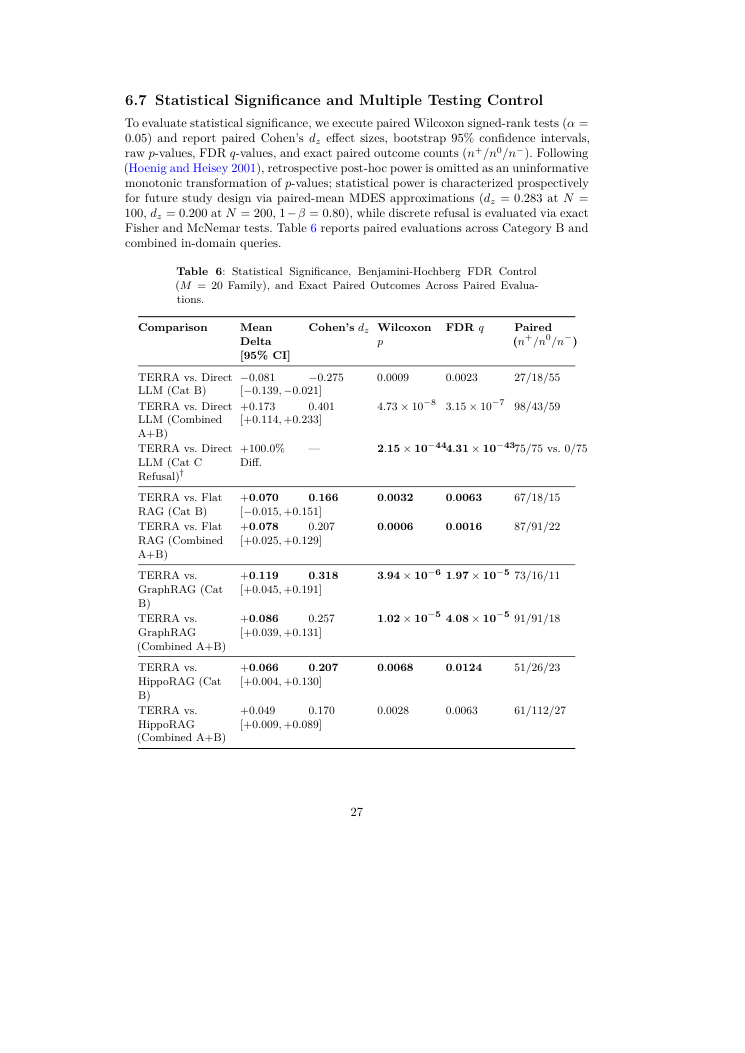 6.7 Statistical Significance and Multiple Testing Control
To evaluate statistical significance, we execute paired Wilcoxon signed-rank tests (α =
0.05) and report paired Cohen's d_z effect sizes, bootstrap 95% confidence intervals,
raw p-values, FDR q-values, and exact paired outcome counts (n⁺/n⁰/n⁻). Following
(Hoenig and Heisey 2001), retrospective post-hoc power is omitted as an uninformative
monotonic transformation of p-values; statistical power is characterized prospectively
for future study design via paired-mean MDES approximations (d_z = 0.283 at N =
100, d_z = 0.200 at N = 200, 1−β = 0.80), while discrete refusal is evaluated via exact
Fisher and McNemar tests. Table 6 reports paired evaluations across Category B and
combined in-domain queries.
Table 6: Statistical Significance, Benjamini-Hochberg FDR Control
(M = 20 Family), and Exact Paired Outcomes Across Paired Evalua-
tions.
Comparison Mean Cohen's d_z Wilcoxon FDR q Paired
Delta p (n⁺/n⁰/n⁻)
[95% CI]
TERRA vs. Direct −0.081 −0.275 0.0009 0.0023 27/18/55
LLM (Cat B) [−0.139, −0.021]
TERRA vs. Direct +0.173 0.401 4.73 × 10⁻⁸ 3.15 × 10⁻⁷ 98/43/59
LLM (Combined [+0.114, +0.233]
A+B)
TERRA vs. Direct +100.0% — 2.15 × 10⁻⁴⁴ 4.31 × 10⁻⁴³ 75/75 vs. 0/75
LLM (Cat C Diff.
Refusal)†
TERRA vs. Flat +0.070 0.166 0.0032 0.0063 67/18/15
RAG (Cat B) [−0.015, +0.151]
TERRA vs. Flat +0.078 0.207 0.0006 0.0016 87/91/22
RAG (Combined [+0.025, +0.129]
A+B)
TERRA vs. +0.119 0.318 3.94 × 10⁻⁶ 1.97 × 10⁻⁵ 73/16/11
GraphRAG (Cat [+0.045, +0.191]
B)
TERRA vs. +0.086 0.257 1.02 × 10⁻⁵ 4.08 × 10⁻⁵ 91/91/18
GraphRAG [+0.039, +0.131]
(Combined A+B)
TERRA vs. +0.066 0.207 0.0068 0.0124 51/26/23
HippoRAG (Cat [+0.004, +0.130]
B)
TERRA vs. +0.049 0.170 0.0028 0.0063 61/112/27
HippoRAG [+0.009, +0.089]
(Combined A+B)
27